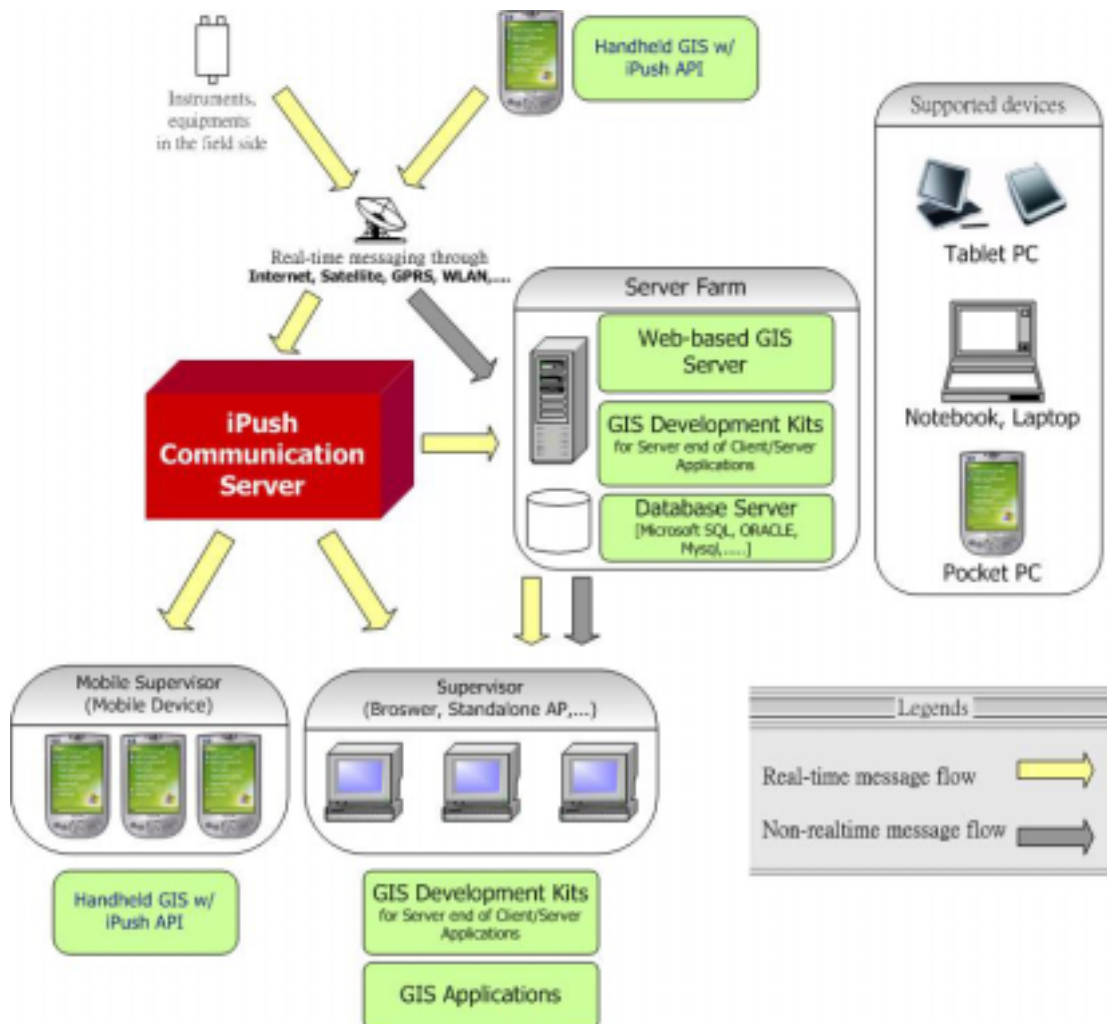 Instruments,
equipments
in the field side
Handheld GIS w/
iPush API
Real-time messaging through
Internet, Satellite, GPRS, WLAN,....
Supported devices
Tablet PC
Notebook, Laptop
Pocket PC
Server Farm
Web-based GIS
Server
GIS Development Kits
for Server end of Client/Server
Applications
Database Server
[Microsoft SQL, ORACLE,
Mysql,.....]
iPush
Communication
Server
Mobile Supervisor
(Mobile Device)
Handheld GIS w/
iPush API
Supervisor
(Broswer, Standalone AP,...)
GIS Development Kits
for Server end of Client/Server
Applications
GIS Applications
Legends
Real-time message flow
Non-realtime message flow